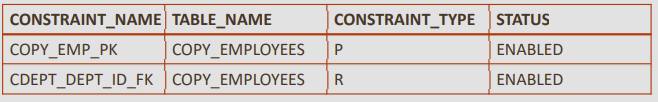 CONSTRAINT_NAME TABLE_NAME CONSTRAINT_TYPE STATUS
COPY_EMP_PK COPY_EMPLOYEES P ENABLED
CDEPT_DEPT_ID_FK COPY_EMPLOYEES R ENABLED